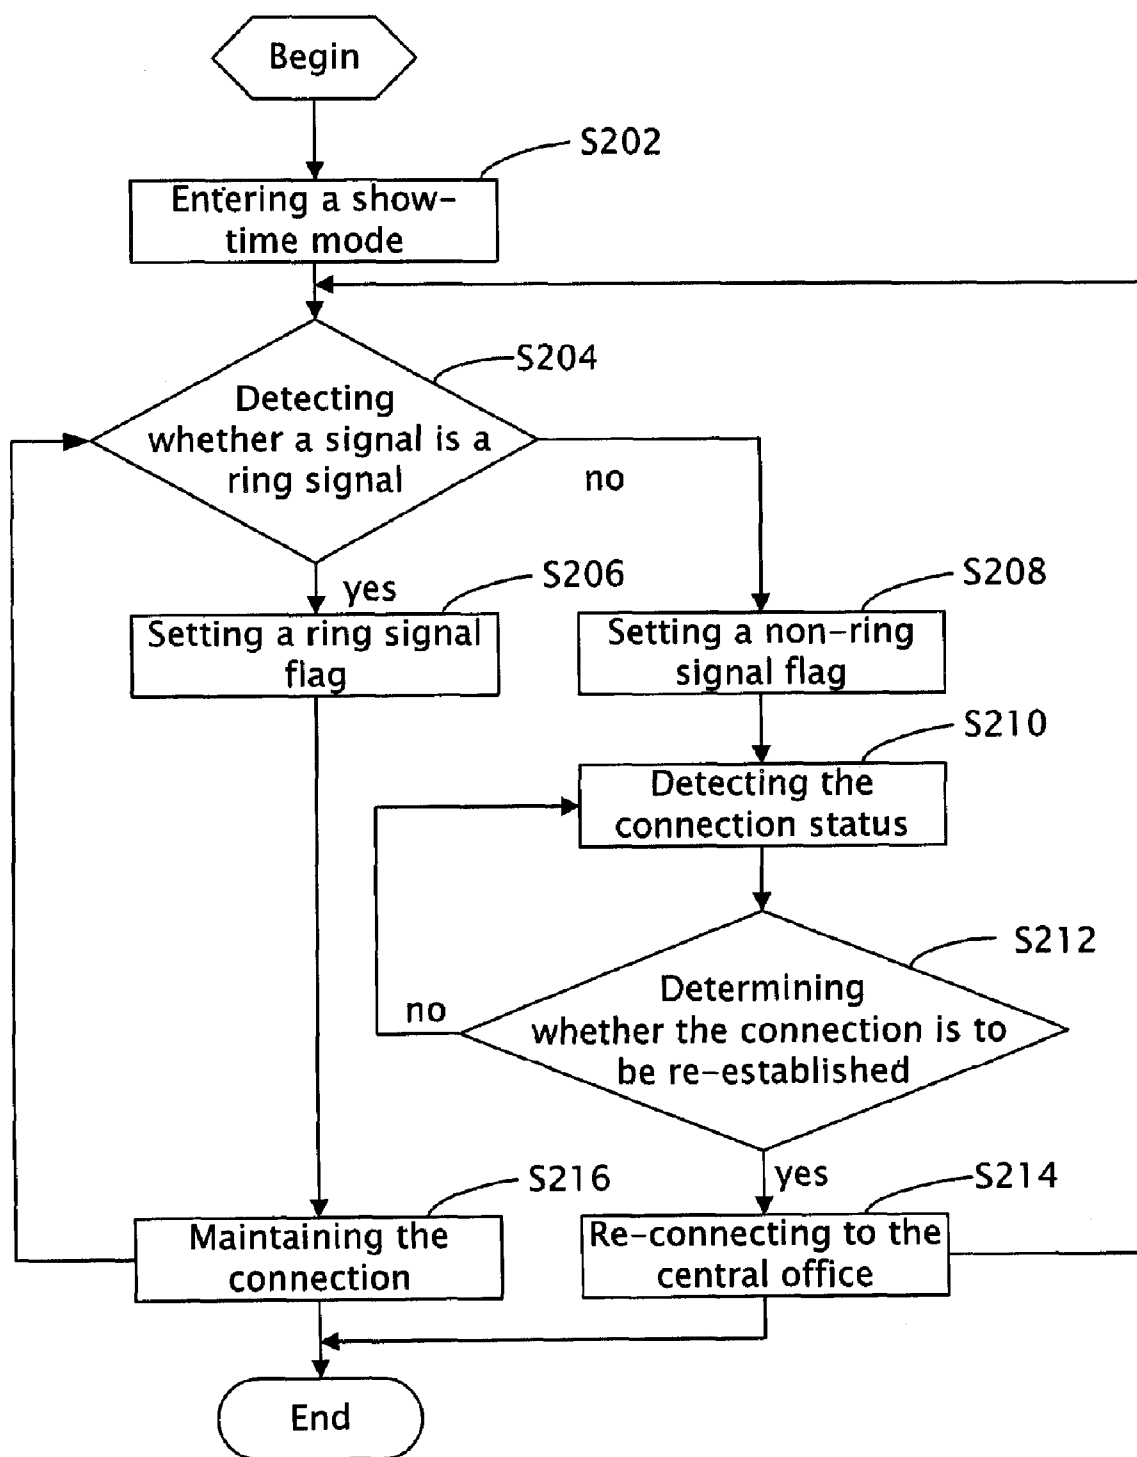 Begin
S202
Entering a show-
time mode
S204
Detecting
whether a signal is a
ring signal
no
yes
S206
S208
Setting a ring signal
flag
Setting a non-ring
signal flag
S210
Detecting the
connection status
S212
Determining
whether the connection is to
be re-established
no
yes
S216
S214
Maintaining the
connection
Re-connecting to the
central office
End